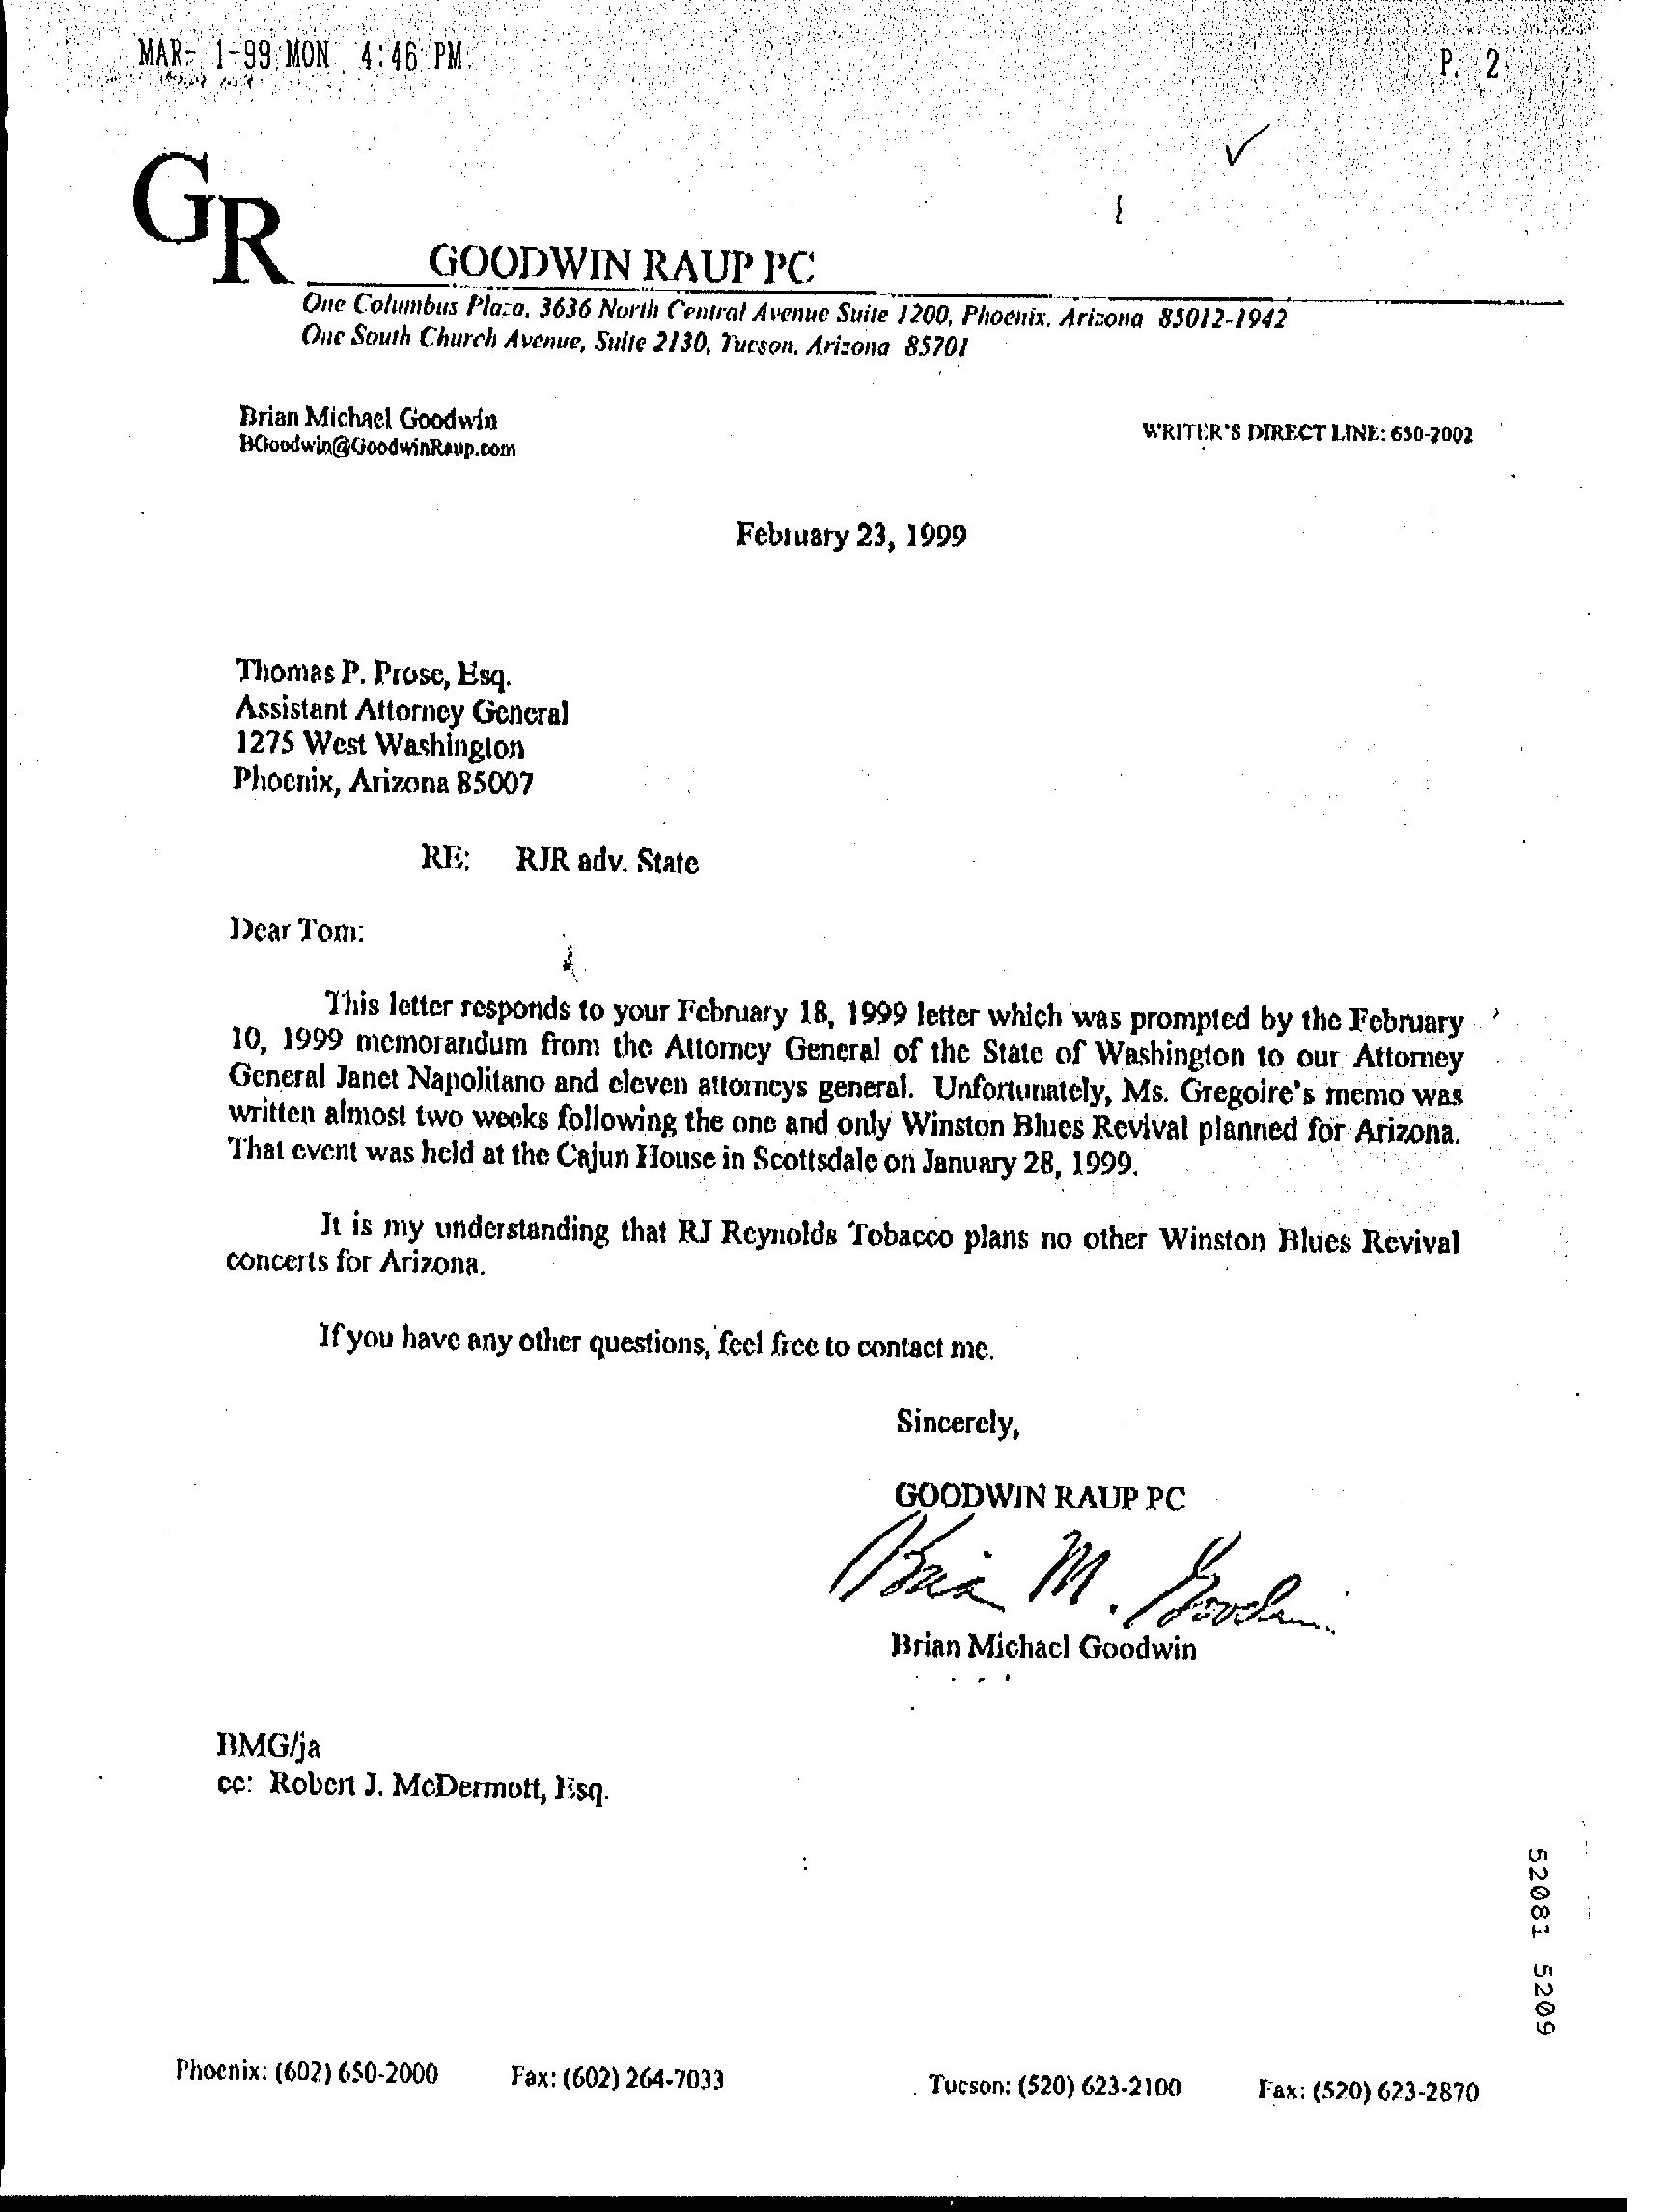 MAR- 1-99 MON 4:46 PM P. 2
GR
GOODWIN RAUP PC
One Columbus Plaza, 3636 North Central Avenue Suite 1200, Phoenix, Arizona 85012-1942
One South Church Avenue, Suite 2130, Tucson, Arizona 85701
Brian Michael Goodwin
BGoodwin@GoodwinRaup.com
WRITER'S DIRECT LINE: 650-2002
February 23, 1999
Thomas P. Prose, Esq.
Assistant Attorney General
1275 West Washington
Phoenix, Arizona 85007
RE: RJR adv. State
Dear Tom:
This letter responds to your February 18, 1999 letter which was prompted by the February
10, 1999 memorandum from the Attorney General of the State of Washington to our Attorney
General Janet Napolitano and eleven attorneys general. Unfortunately, Ms. Gregoire's memo was
written almost two weeks following the one and only Winston Blues Revival planned for Arizona.
That event was held at the Cajun House in Scottsdale on January 28, 1999.
It is my understanding that RJ Reynolds Tobacco plans no other Winston Blues Revival
concerts for Arizona.
If you have any other questions, feel free to contact me.
Sincerely,
GOODWIN RAUP PC
Brian M. Goodwin
Brian Michael Goodwin
BMG/ja
cc: Robert J. McDermott, Esq.
52081 5209
Phoenix: (602) 650-2000 Fax: (602) 264-7033 Tucson: (520) 623-2100 Fax: (520) 623-2870